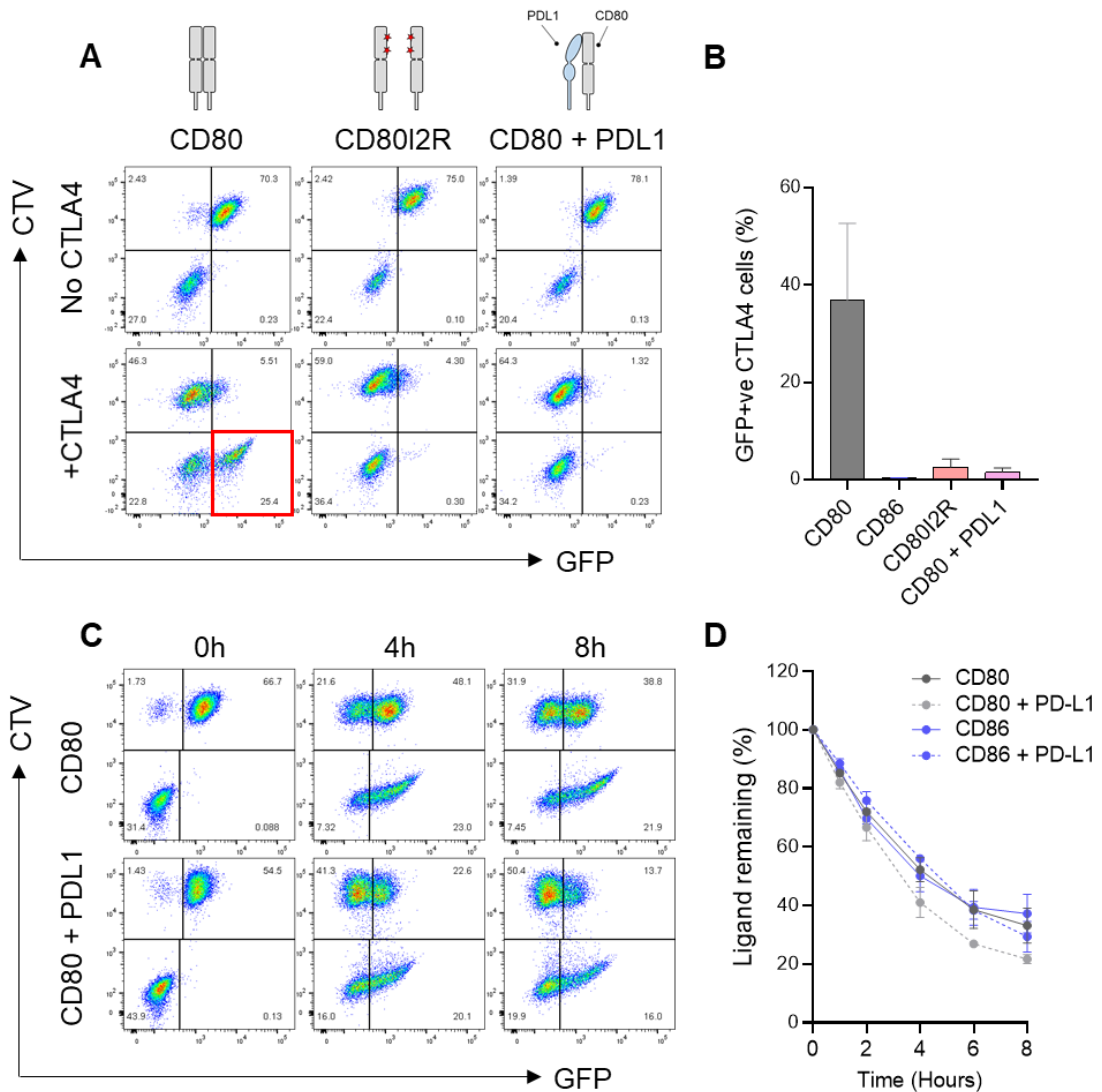 A
PDL1
CD80
CD80
CD80I2R
CD80 + PDL1
CTV
No CTLA4
+CTLA4
2.43 70.3
27.0 0.23
2.42 75.0
22.4 0.10
1.39 78.1
20.4 0.13
46.3 5.51
22.8 25.4
59.0 4.30
36.4 0.30
64.3 1.32
34.2 0.23
GFP
B
GFP+ve CTLA4 cells (%)
60
40
20
0
CD80
CD86
CD80I2R
CD80 + PDL1
C
0h
4h
8h
CTV
CD80
CD80 + PDL1
1.73 66.7
31.4 0.088
21.6 48.1
7.32 23.0
31.9 38.8
7.45 21.9
1.43 54.5
43.9 0.13
41.3 22.6
16.0 20.1
50.4 13.7
19.9 16.0
GFP
D
CD80
CD80 + PD-L1
CD86
CD86 + PD-L1
Ligand remaining (%)
120
100
80
60
40
20
0
0 2 4 6 8
Time (Hours)